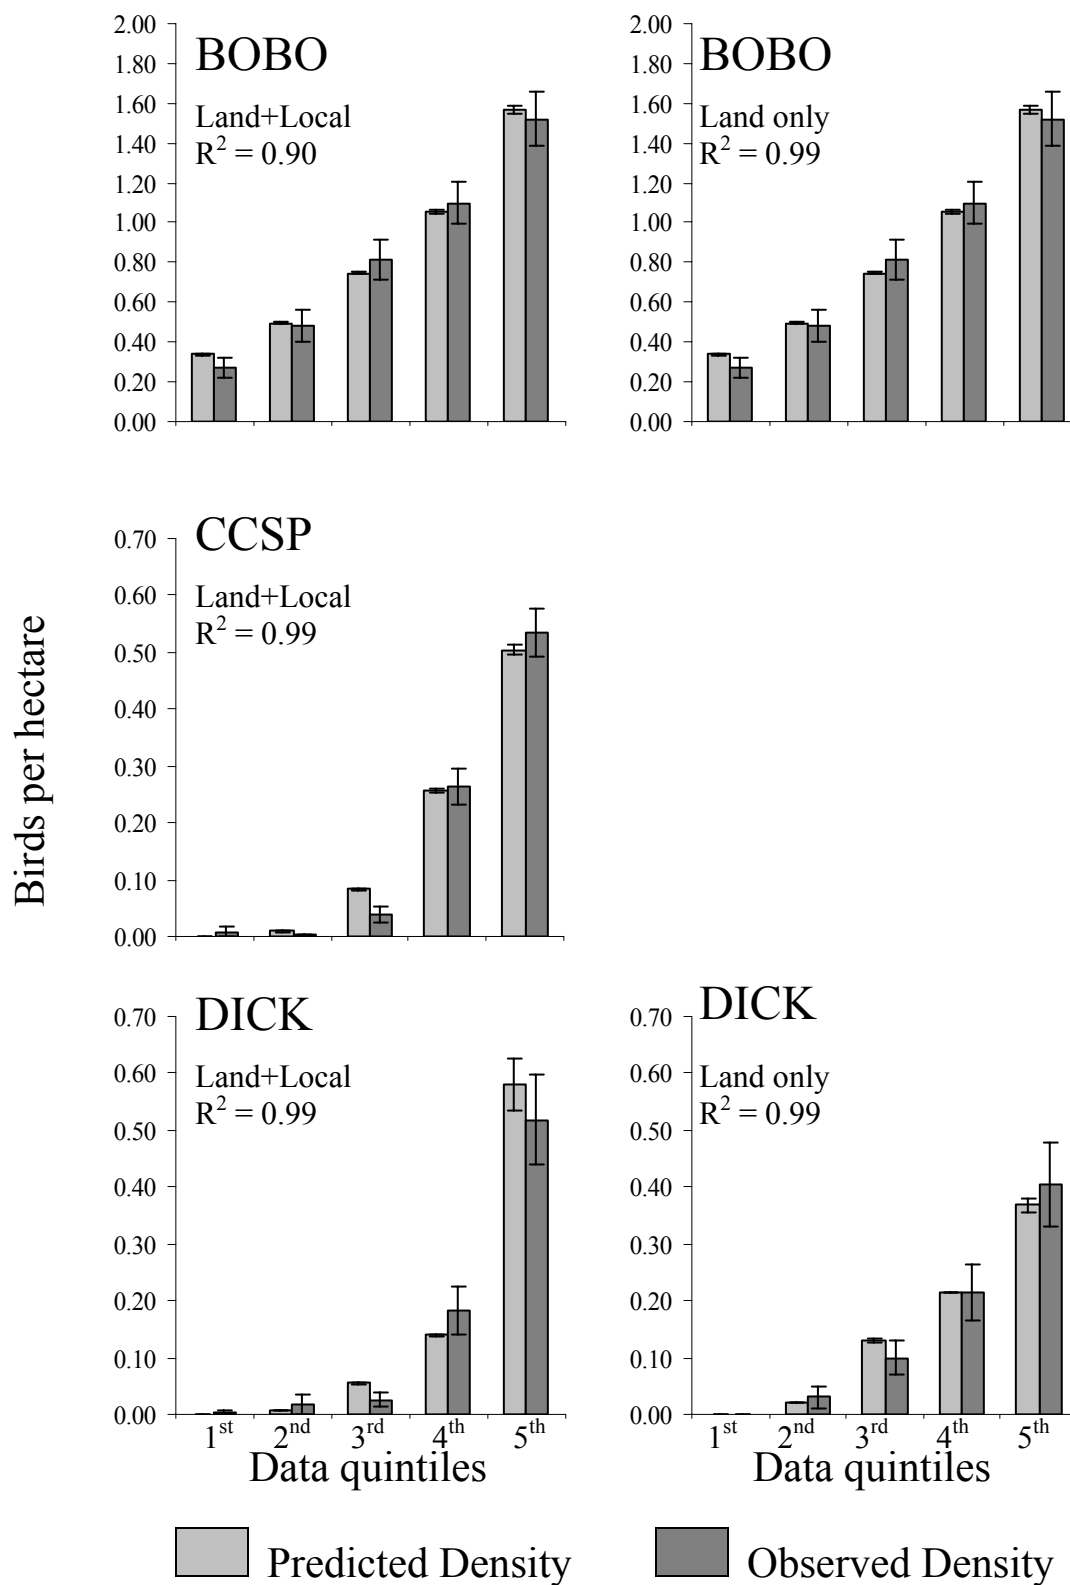 BOBO
Land+Local
R² = 0.90
2.00
1.80
1.60
1.40
1.20
1.00
0.80
0.60
0.40
0.20
0.00
BOBO
Land only
R² = 0.99
2.00
1.80
1.60
1.40
1.20
1.00
0.80
0.60
0.40
0.20
0.00
Birds per hectare
CCSP
Land+Local
R² = 0.99
0.70
0.60
0.50
0.40
0.30
0.20
0.10
0.00
DICK
Land+Local
R² = 0.99
0.70
0.60
0.50
0.40
0.30
0.20
0.10
0.00
1st 2nd 3rd 4th 5th
Data quintiles
DICK
Land only
R² = 0.99
0.70
0.60
0.50
0.40
0.30
0.20
0.10
0.00
1st 2nd 3rd 4th 5th
Data quintiles
Predicted Density
Observed Density